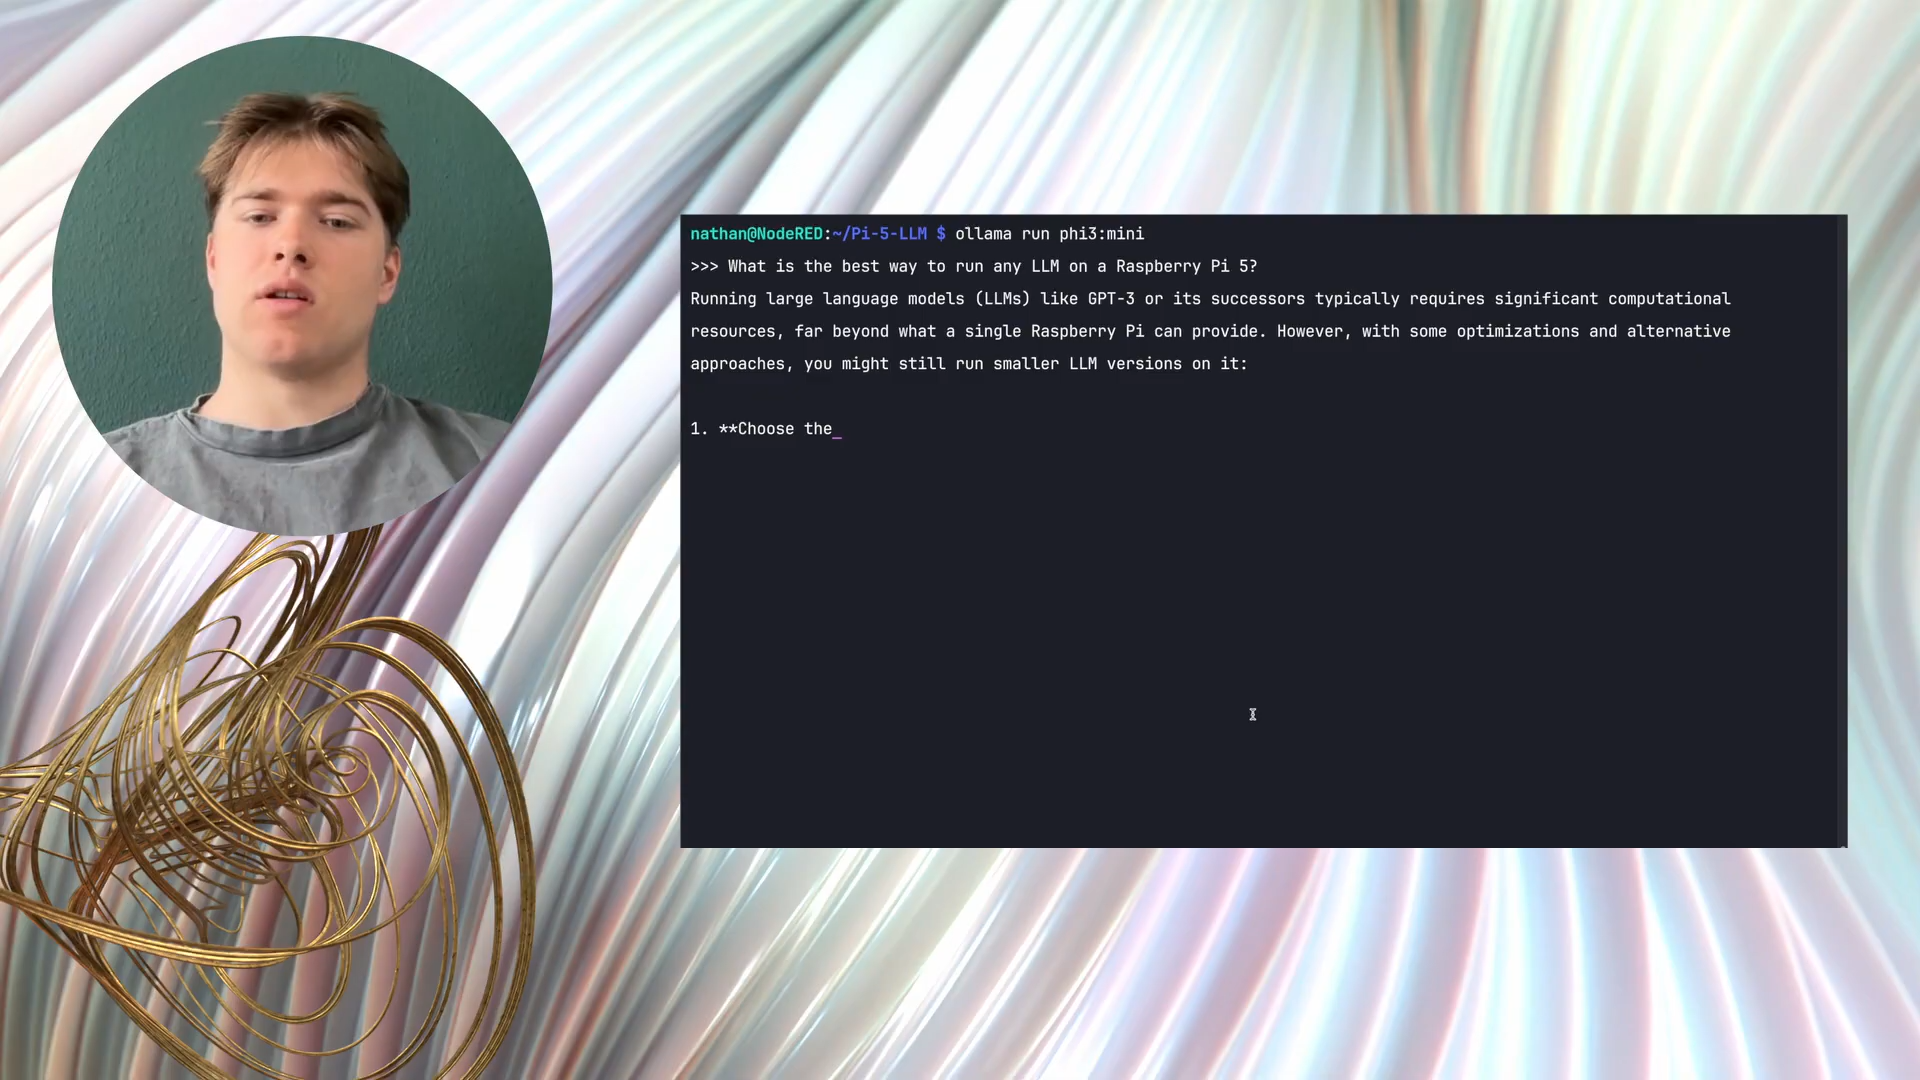 nathan@NodeRED:~/Pi-5-LLM $ ollama run phi3:mini
>>> What is the best way to run any LLM on a Raspberry Pi 5?
Running large language models (LLMs) like GPT-3 or its successors typically requires significant computational
resources, far beyond what a single Raspberry Pi can provide. However, with some optimizations and alternative
approaches, you might still run smaller LLM versions on it:
1. **Choose the_